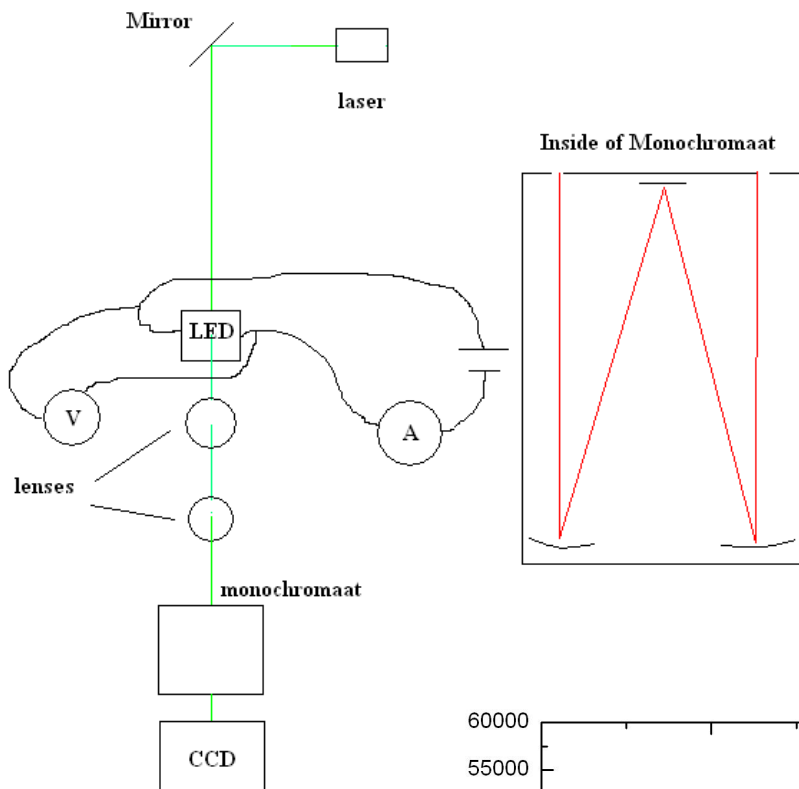 Mirror
laser
Inside of Monochromaat
LED
V
A
lenses
monochromaat
CCD
60000
55000